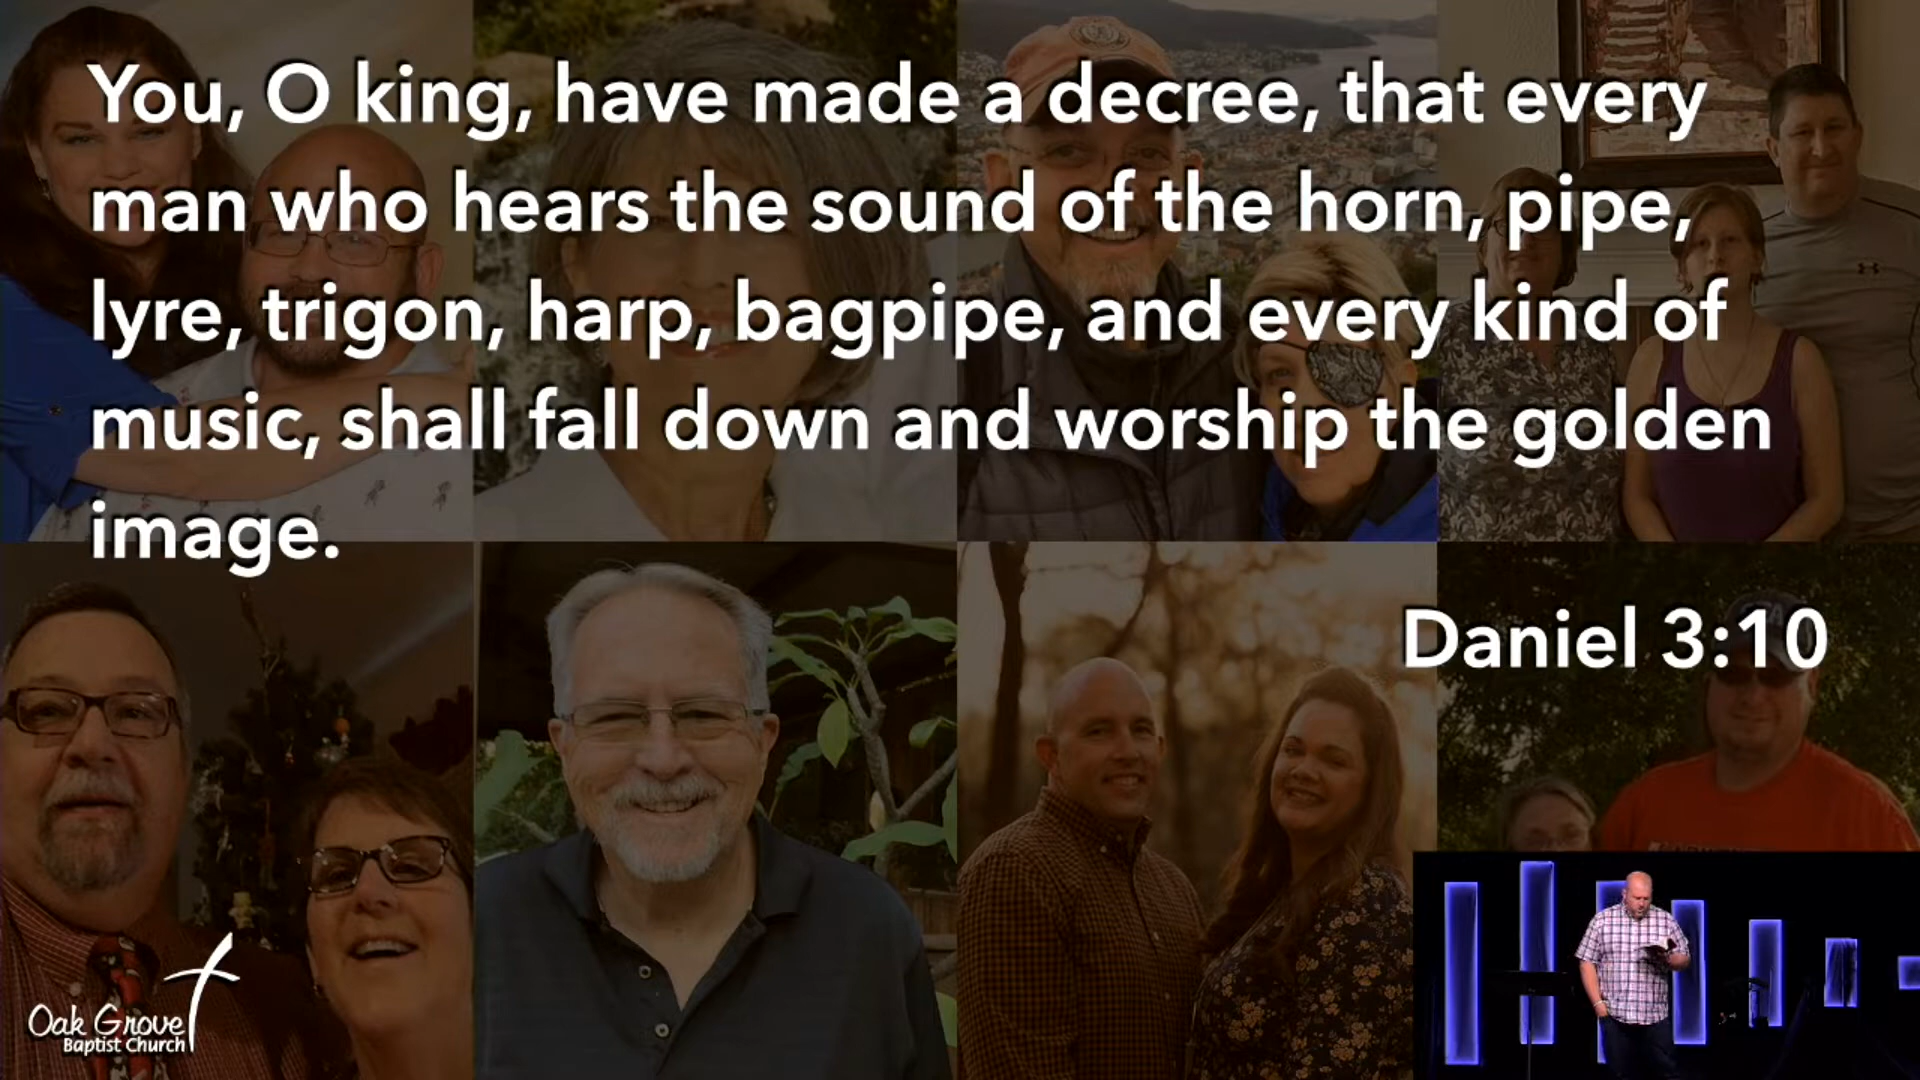 You, O king, have made a decree, that every
man who hears the sound of the horn, pipe,
lyre, trigon, harp, bagpipe, and every kind of
music, shall fall down and worship the golden
image.
Daniel 3:10
Oak Grove
Baptist Church